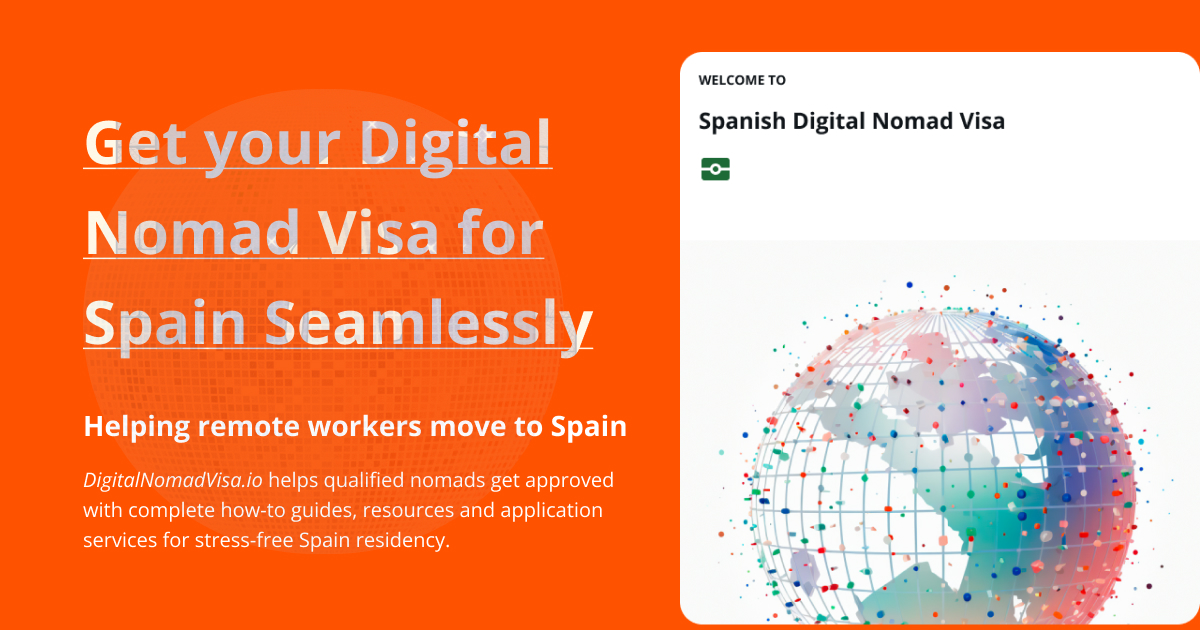 Get your Digital
Nomad Visa for
Spain Seamlessly
Helping remote workers move to Spain
DigitalNomadVisa.io helps qualified nomads get approved
with complete how-to guides, resources and application
services for stress-free Spain residency.
WELCOME TO
Spanish Digital Nomad Visa